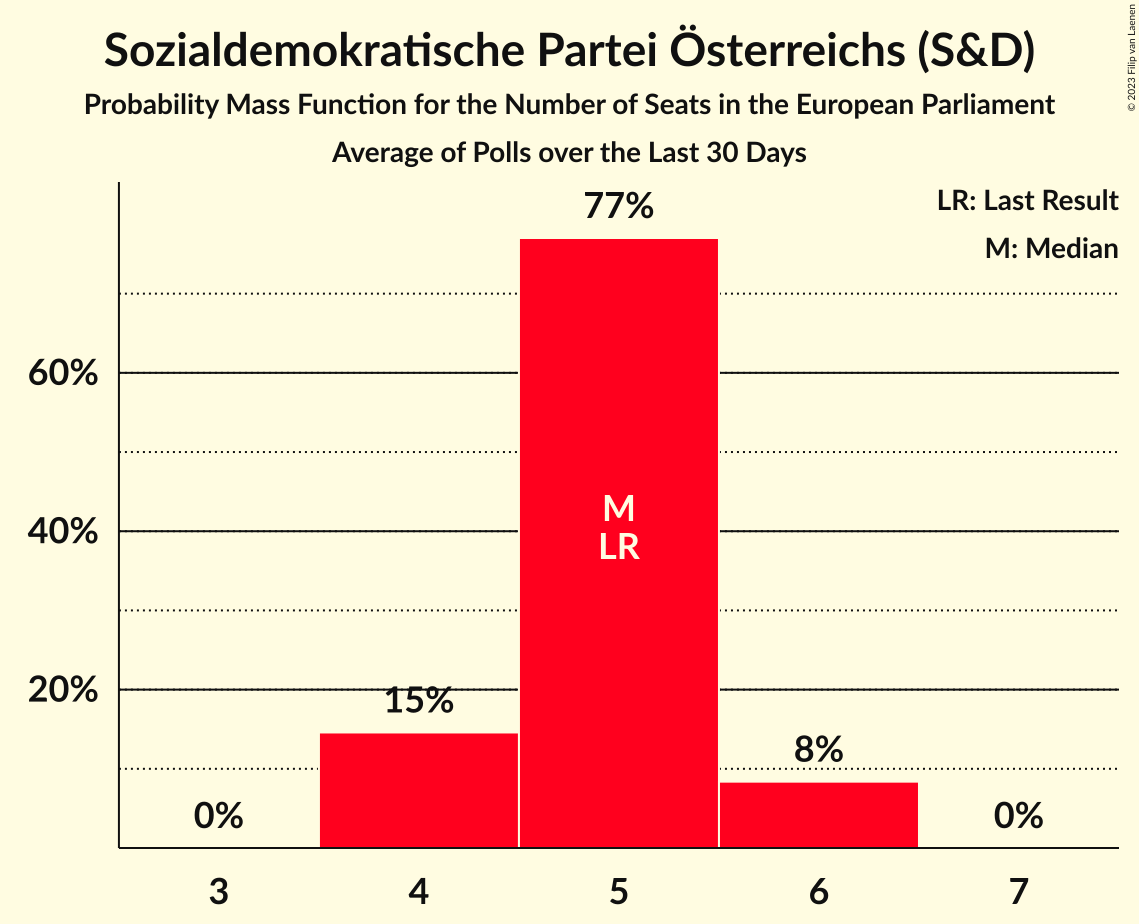 Sozialdemokratische Partei Österreichs (S&D)
Probability Mass Function for the Number of Seats in the European Parliament
Average of Polls over the Last 30 Days
© 2023 Filip van Laenen
LR: Last Result
M: Median
77%
60%
40%
20%
M
LR
15%
8%
0%
0%
3 4 5 6 7